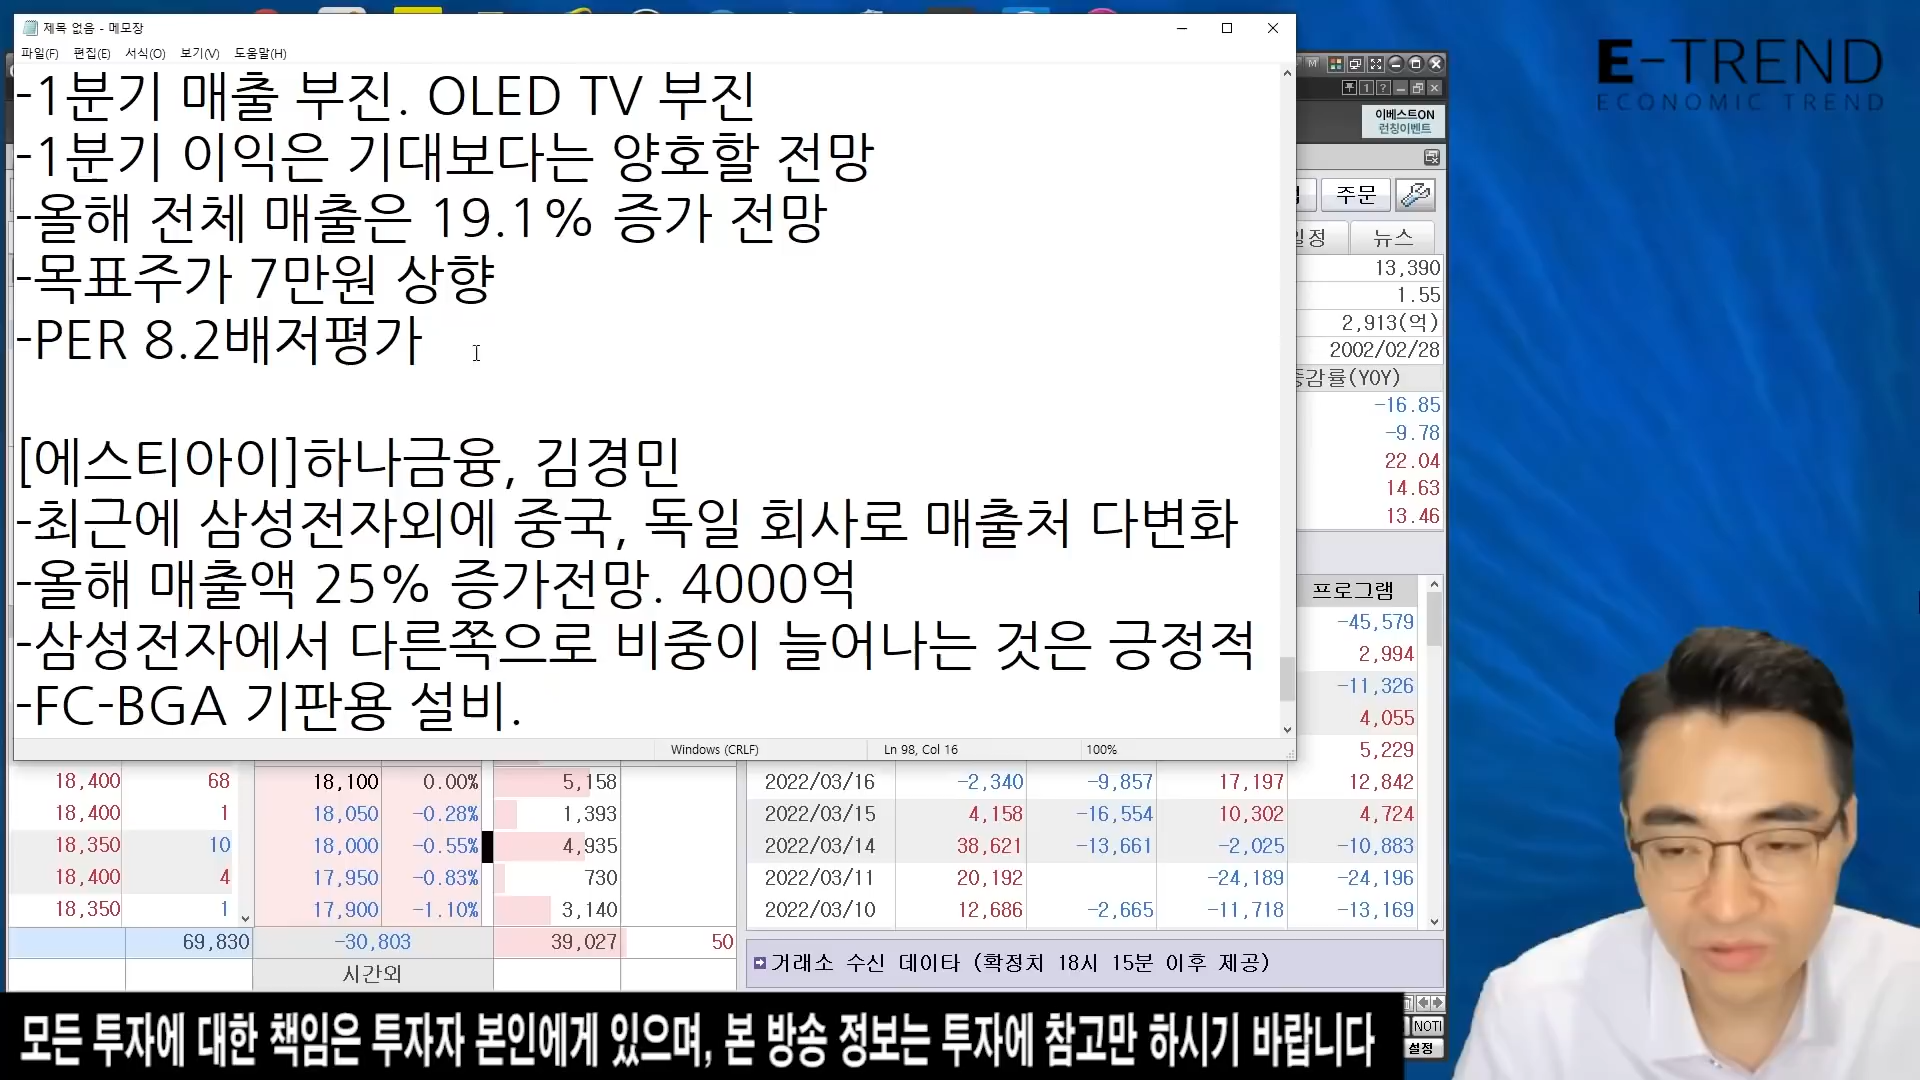 제목 없음 - 메모장
파일(F) 편집(E) 서식(O) 보기(V) 도움말(H)
-1분기 매출 부진. OLED TV 부진
-1분기 이익은 기대보다는 양호할 전망
-올해 전체 매출은 19.1% 증가 전망
-목표주가 7만원 상향
-PER 8.2배저평가
[에스티아이]하나금융, 김경민
-최근에 삼성전자외에 중국, 독일 회사로 매출처 다변화
-올해 매출액 25% 증가전망. 4000억
-삼성전자에서 다른쪽으로 비중이 늘어나는 것은 긍정적
-FC-BGA 기판용 설비.
Windows (CRLF) Ln 98, Col 16 100%
E-TREND
ECONOMIC TREND
이베스트ON
런칭이벤트
주문
일정 뉴스
13,390
1.55
2,913(억)
2002/02/28
증감률(YOY)
-16.85
-9.78
22.04
14.63
13.46
프로그램
-45,579
2,994
-11,326
4,055
5,229
18,400 68 18,100 0.00% 5,158
18,400 1 18,050 -0.28% 1,393
18,350 10 18,000 -0.55% 4,935
18,400 4 17,950 -0.83% 730
18,350 1 17,900 -1.10% 3,140
69,830 -30,803 39,027 50
시간외
2022/03/16 -2,340 -9,857 17,197 12,842
2022/03/15 4,158 -16,554 10,302 4,724
2022/03/14 38,621 -13,661 -2,025 -10,883
2022/03/11 20,192 -24,189 -24,196
2022/03/10 12,686 -2,665 -11,718 -13,169
거래소 수신 데이타 (확정치 18시 15분 이후 제공)
NOTI
설정
모든 투자에 대한 책임은 투자자 본인에게 있으며, 본 방송 정보는 투자에 참고만 하시기 바랍니다